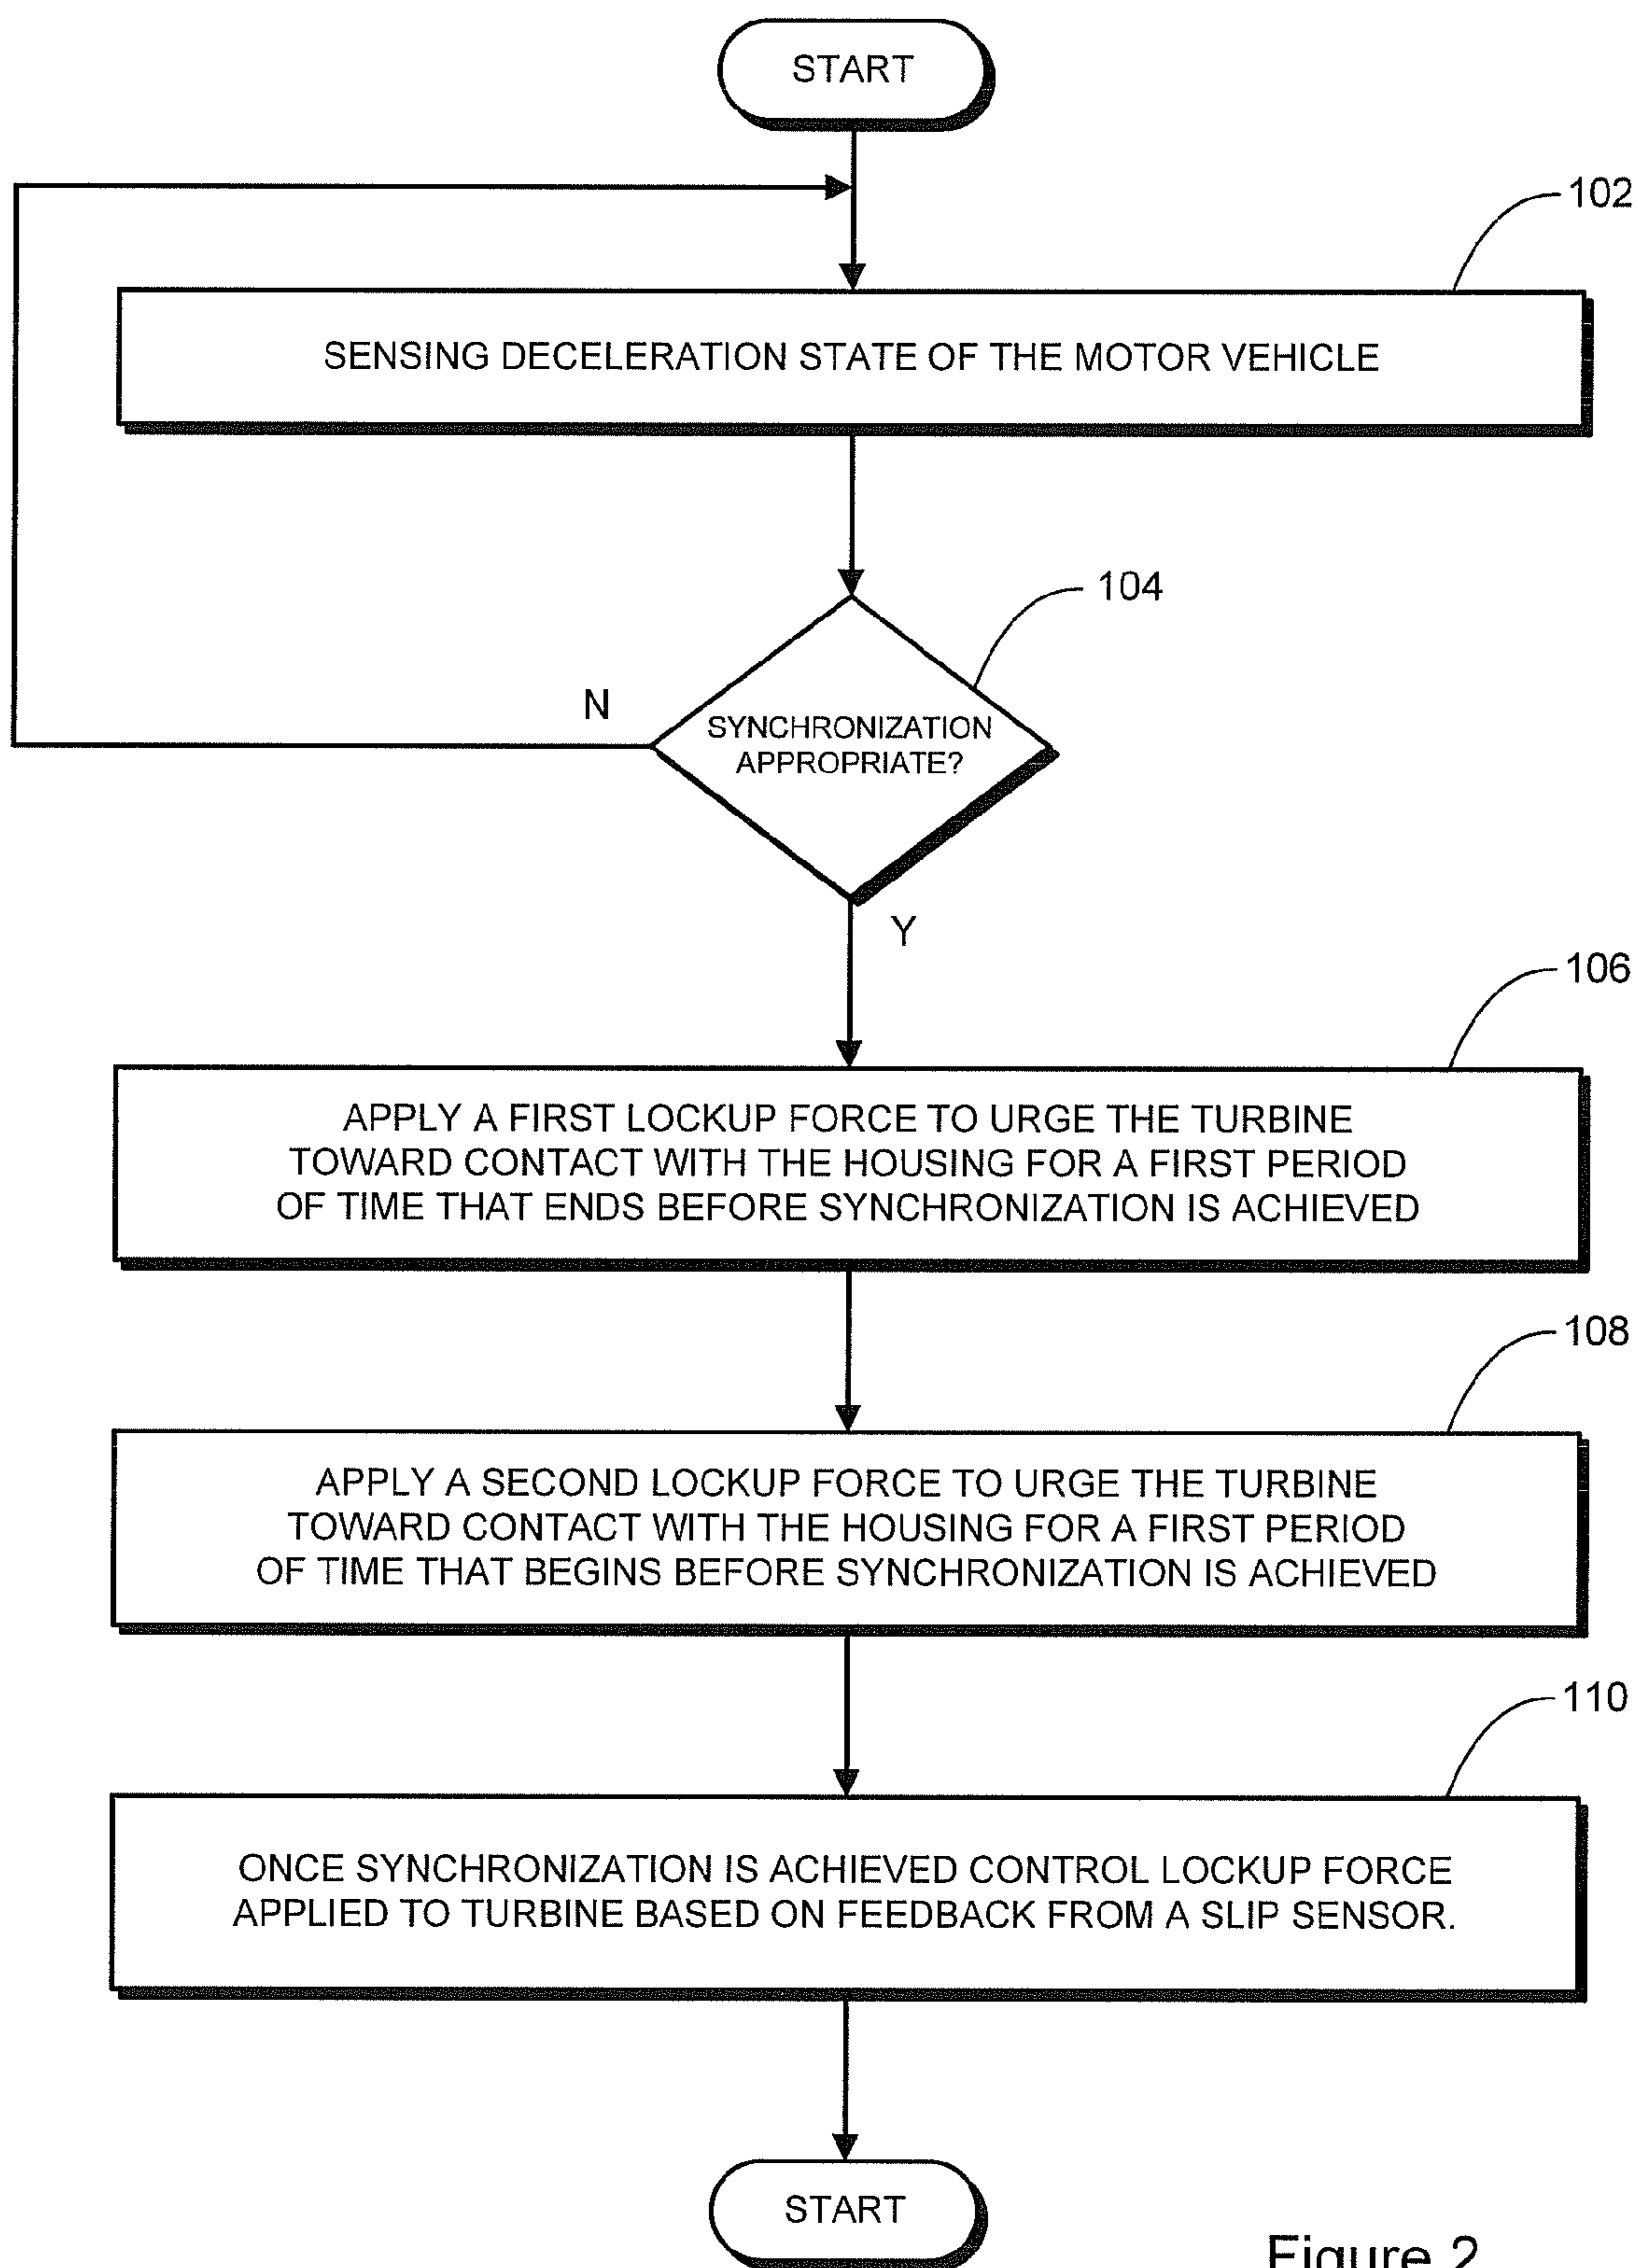 START
102
SENSING DECELERATION STATE OF THE MOTOR VEHICLE
104
N
SYNCHRONIZATION
APPROPRIATE?
Y
106
APPLY A FIRST LOCKUP FORCE TO URGE THE TURBINE
TOWARD CONTACT WITH THE HOUSING FOR A FIRST PERIOD
OF TIME THAT ENDS BEFORE SYNCHRONIZATION IS ACHIEVED
108
APPLY A SECOND LOCKUP FORCE TO URGE THE TURBINE
TOWARD CONTACT WITH THE HOUSING FOR A FIRST PERIOD
OF TIME THAT BEGINS BEFORE SYNCHRONIZATION IS ACHIEVED
110
ONCE SYNCHRONIZATION IS ACHIEVED CONTROL LOCKUP FORCE
APPLIED TO TURBINE BASED ON FEEDBACK FROM A SLIP SENSOR.
START
Figure 2